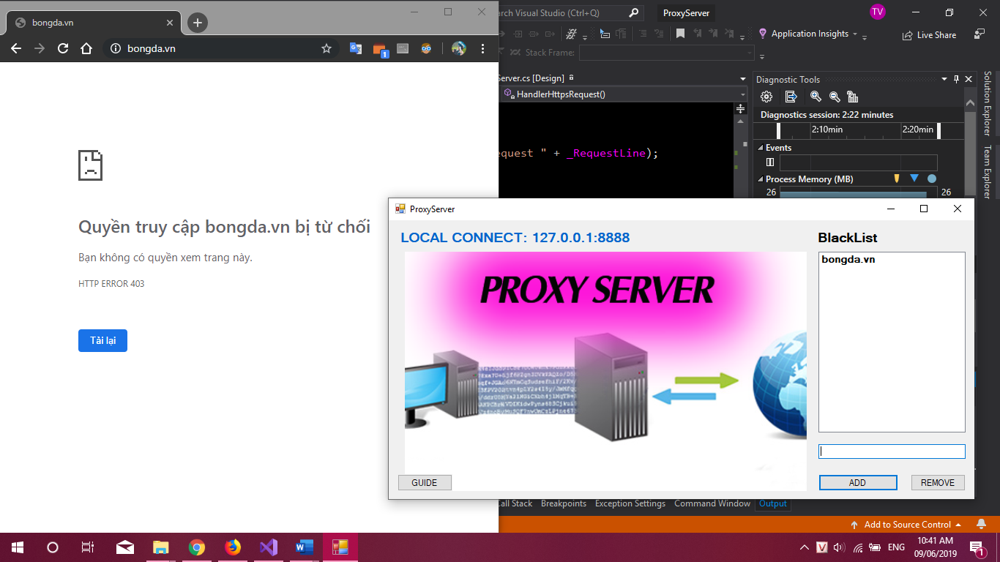 bongda.vn
bongda.vn
1
Quyền truy cập bongda.vn bị từ chối
Bạn không có quyền xem trang này.
HTTP ERROR 403
Tải lại
arch Visual Studio (Ctrl+Q)
ProxyServer
TV
Application Insights
Live Share
Stack Frame:
Server.cs [Design]
HandlerHttpsRequest()
equest " + _RequestLine);
Diagnostic Tools
Diagnostics session: 2:22 minutes
2:10min
2:20min
Events
Process Memory (MB)
26
26
Solution Explorer
Team Explorer
ProxyServer
LOCAL CONNECT: 127.0.0.1:8888
BlackList
PROXY SERVER
bongda.vn
GUIDE
ADD
REMOVE
Call Stack
Breakpoints
Exception Settings
Command Window
Output
Add to Source Control
V
ENG
10:41 AM
09/06/2019
1